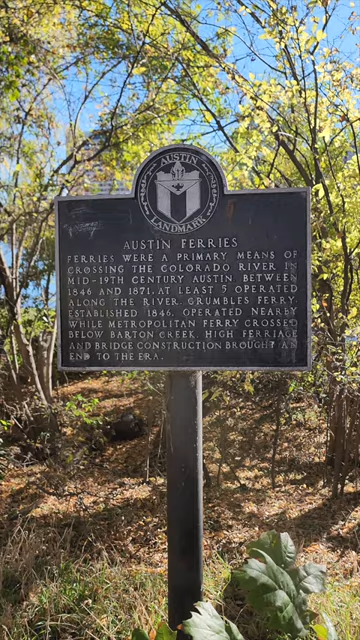 AUSTIN
LANDMARK
AUSTIN FERRIES
FERRIES WERE A PRIMARY MEANS OF
CROSSING THE COLORADO RIVER IN
MID-19TH CENTURY AUSTIN. BETWEEN
1846 AND 1871, AT LEAST 5 OPERATED
ALONG THE RIVER. GRUMBLES FERRY,
ESTABLISHED 1846, OPERATED NEARBY
WHILE METROPOLITAN FERRY CROSSED
BELOW BARTON CREEK. HIGH FERRIAGE
AND BRIDGE CONSTRUCTION BROUGHT AN
END TO THE ERA.